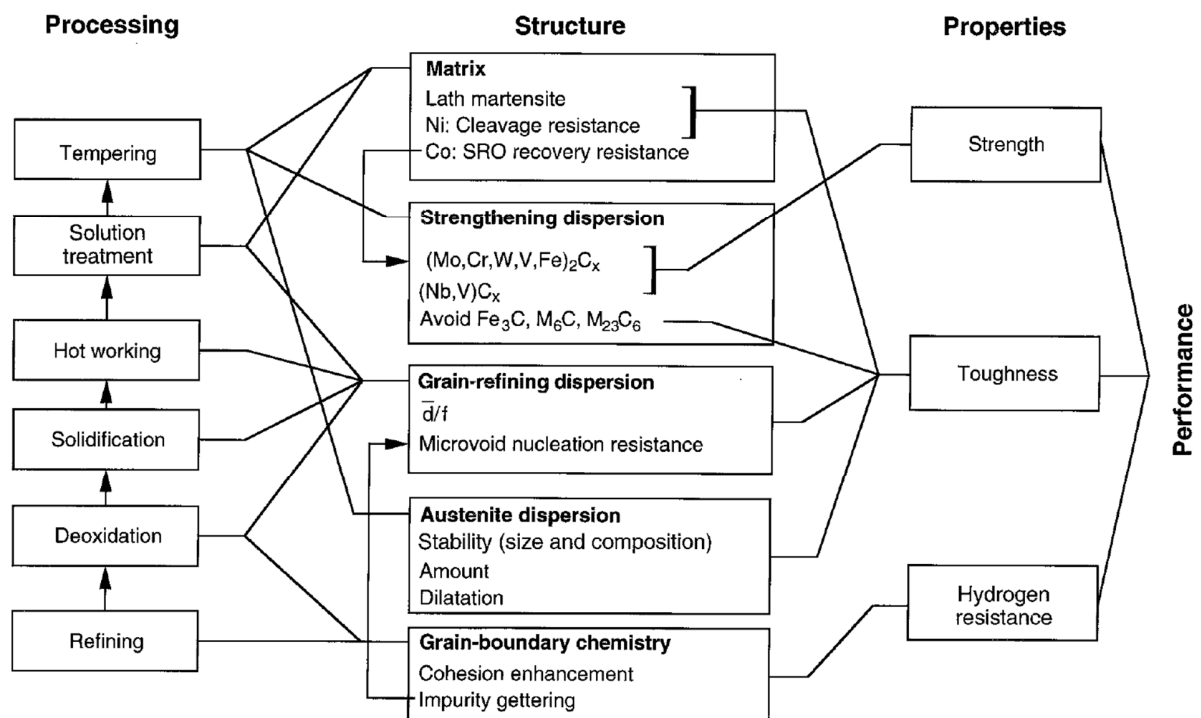 Processing
Structure
Properties
Tempering
Solution
treatment
Hot working
Solidification
Deoxidation
Refining
Matrix
Lath martensite
Ni: Cleavage resistance
Co: SRO recovery resistance
Strengthening dispersion
(Mo,Cr,W,V,Fe)₂Cₓ
(Nb,V)Cₓ
Avoid Fe₃C, M₆C, M₂₃C₆
Grain-refining dispersion
d̅/f
Microvoid nucleation resistance
Austenite dispersion
Stability (size and composition)
Amount
Dilatation
Grain-boundary chemistry
Cohesion enhancement
Impurity gettering
Strength
Toughness
Hydrogen
resistance
Performance